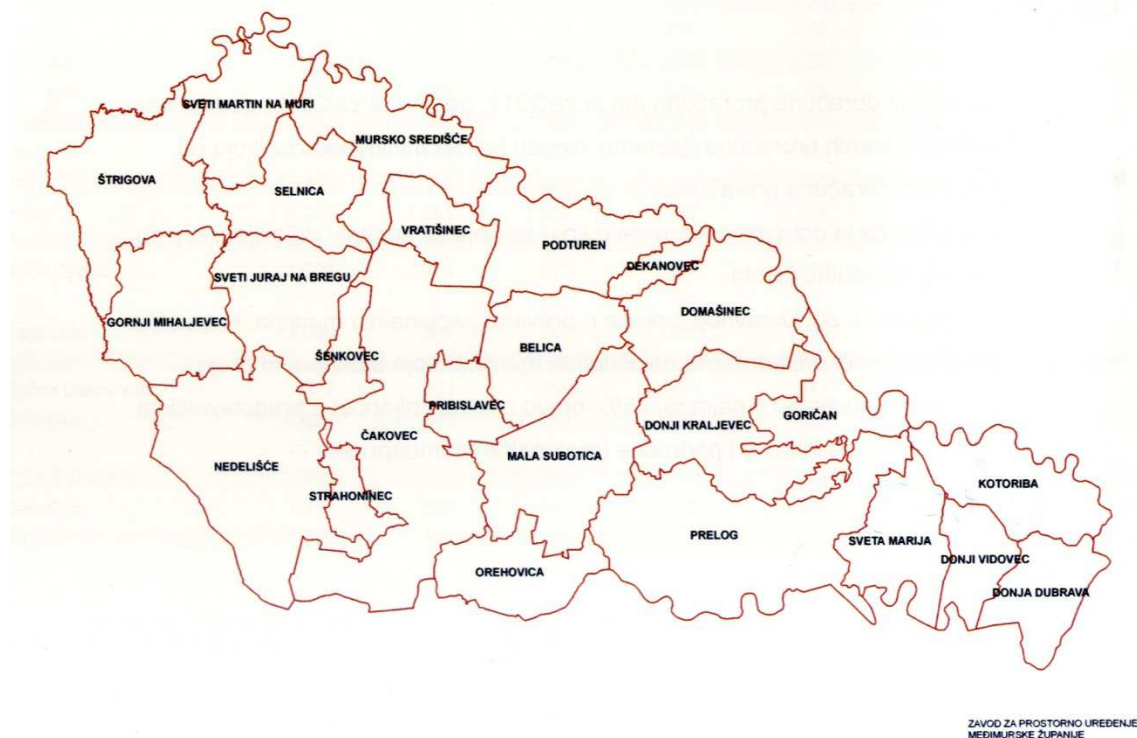 SVETI MARTIN NA MURI
MURSKO SREDIŠĆE
ŠTRIGOVA
SELNICA
VRATIŠINEC
PODTUREN
DEKANOVEC
SVETI JURAJ NA BREGU
DOMAŠINEC
GORNJI MIHALJEVEC
ŠENKOVEC
BELICA
PRIBISLAVEC
GORIČAN
DONJI KRALJEVEC
ČAKOVEC
MALA SUBOTICA
NEDELIŠĆE
KOTORIBA
STRAHONINEC
PRELOG
SVETA MARIJA
DONJI VIDOVEC
OREHOVICA
DONJA DUBRAVA
ZAVOD ZA PROSTORNO UREĐENJE
MEĐIMURSKE ŽUPANIJE